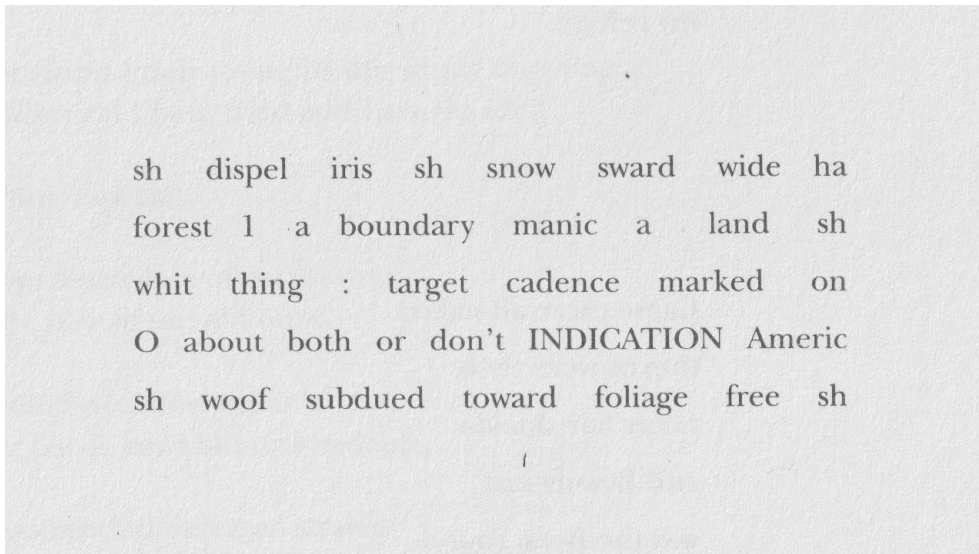 sh dispel iris sh snow sward wide ha
forest 1 a boundary manic a land sh
whit thing : target cadence marked on
O about both or don’t INDICATION Americ
sh woof subdued toward foliage free sh